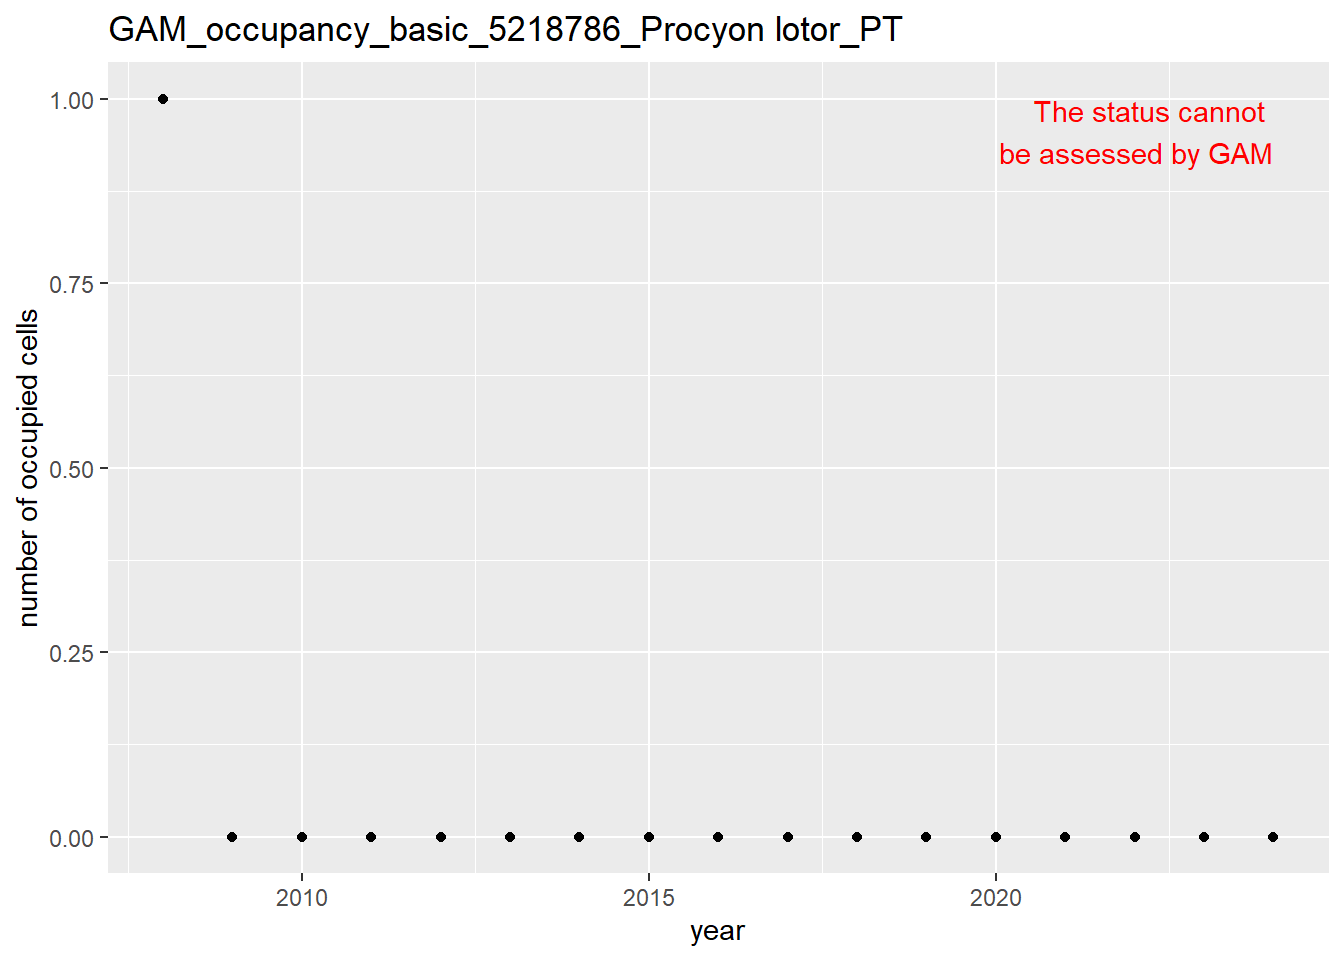 GAM_occupancy_basic_5218786_Procyon lotor_PT
The status cannot
be assessed by GAM
1.00
0.75
0.50
0.25
0.00
number of occupied cells
2010
2015
2020
year